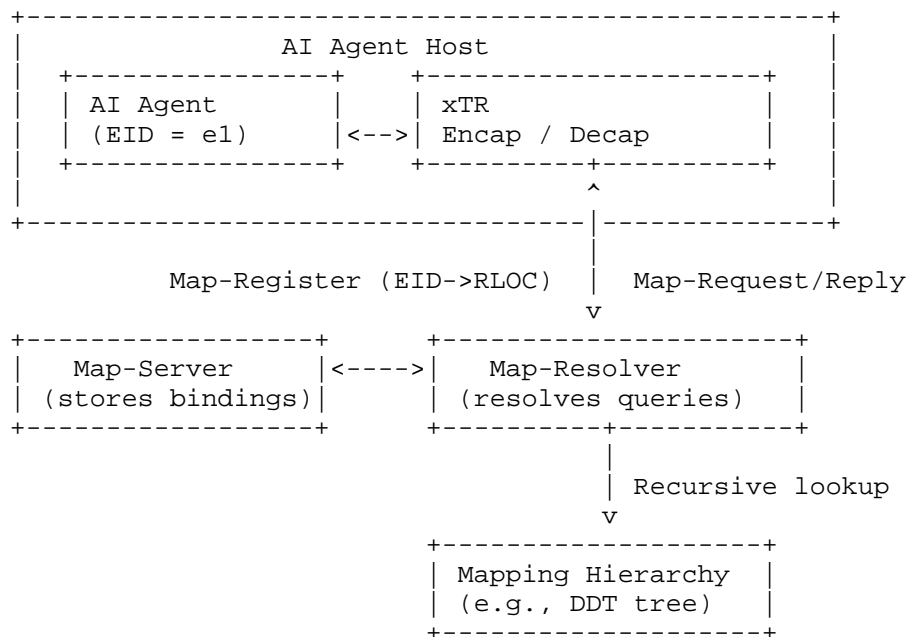 AI Agent Host
AI Agent xTR
(EID = e1) <--> Encap / Decap
Map-Register (EID->RLOC) Map-Request/Reply
Map-Server <----> Map-Resolver
(stores bindings) (resolves queries)
Recursive lookup
Mapping Hierarchy
(e.g., DDT tree)